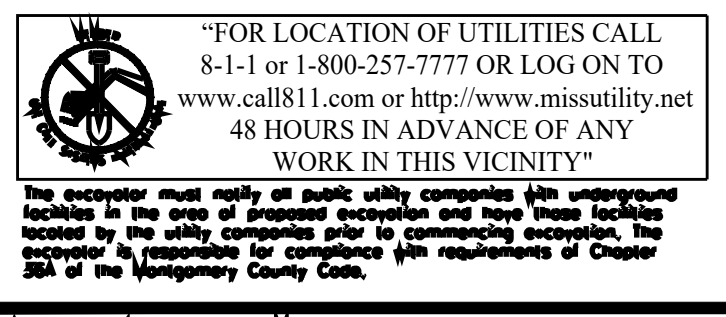 “FOR LOCATION OF UTILITIES CALL
8-1-1 or 1-800-257-7777 OR LOG ON TO
www.call811.com or http://www.missutility.net
48 HOURS IN ADVANCE OF ANY
WORK IN THIS VICINITY"
The excavator must notify all public utility companies with underground
facilities in the area of proposed excavation and have those facilities
located by the utility companies prior to commencing excavation. The
excavator is responsible for compliance with requirements of Chapter
36A of the Montgomery County Code.